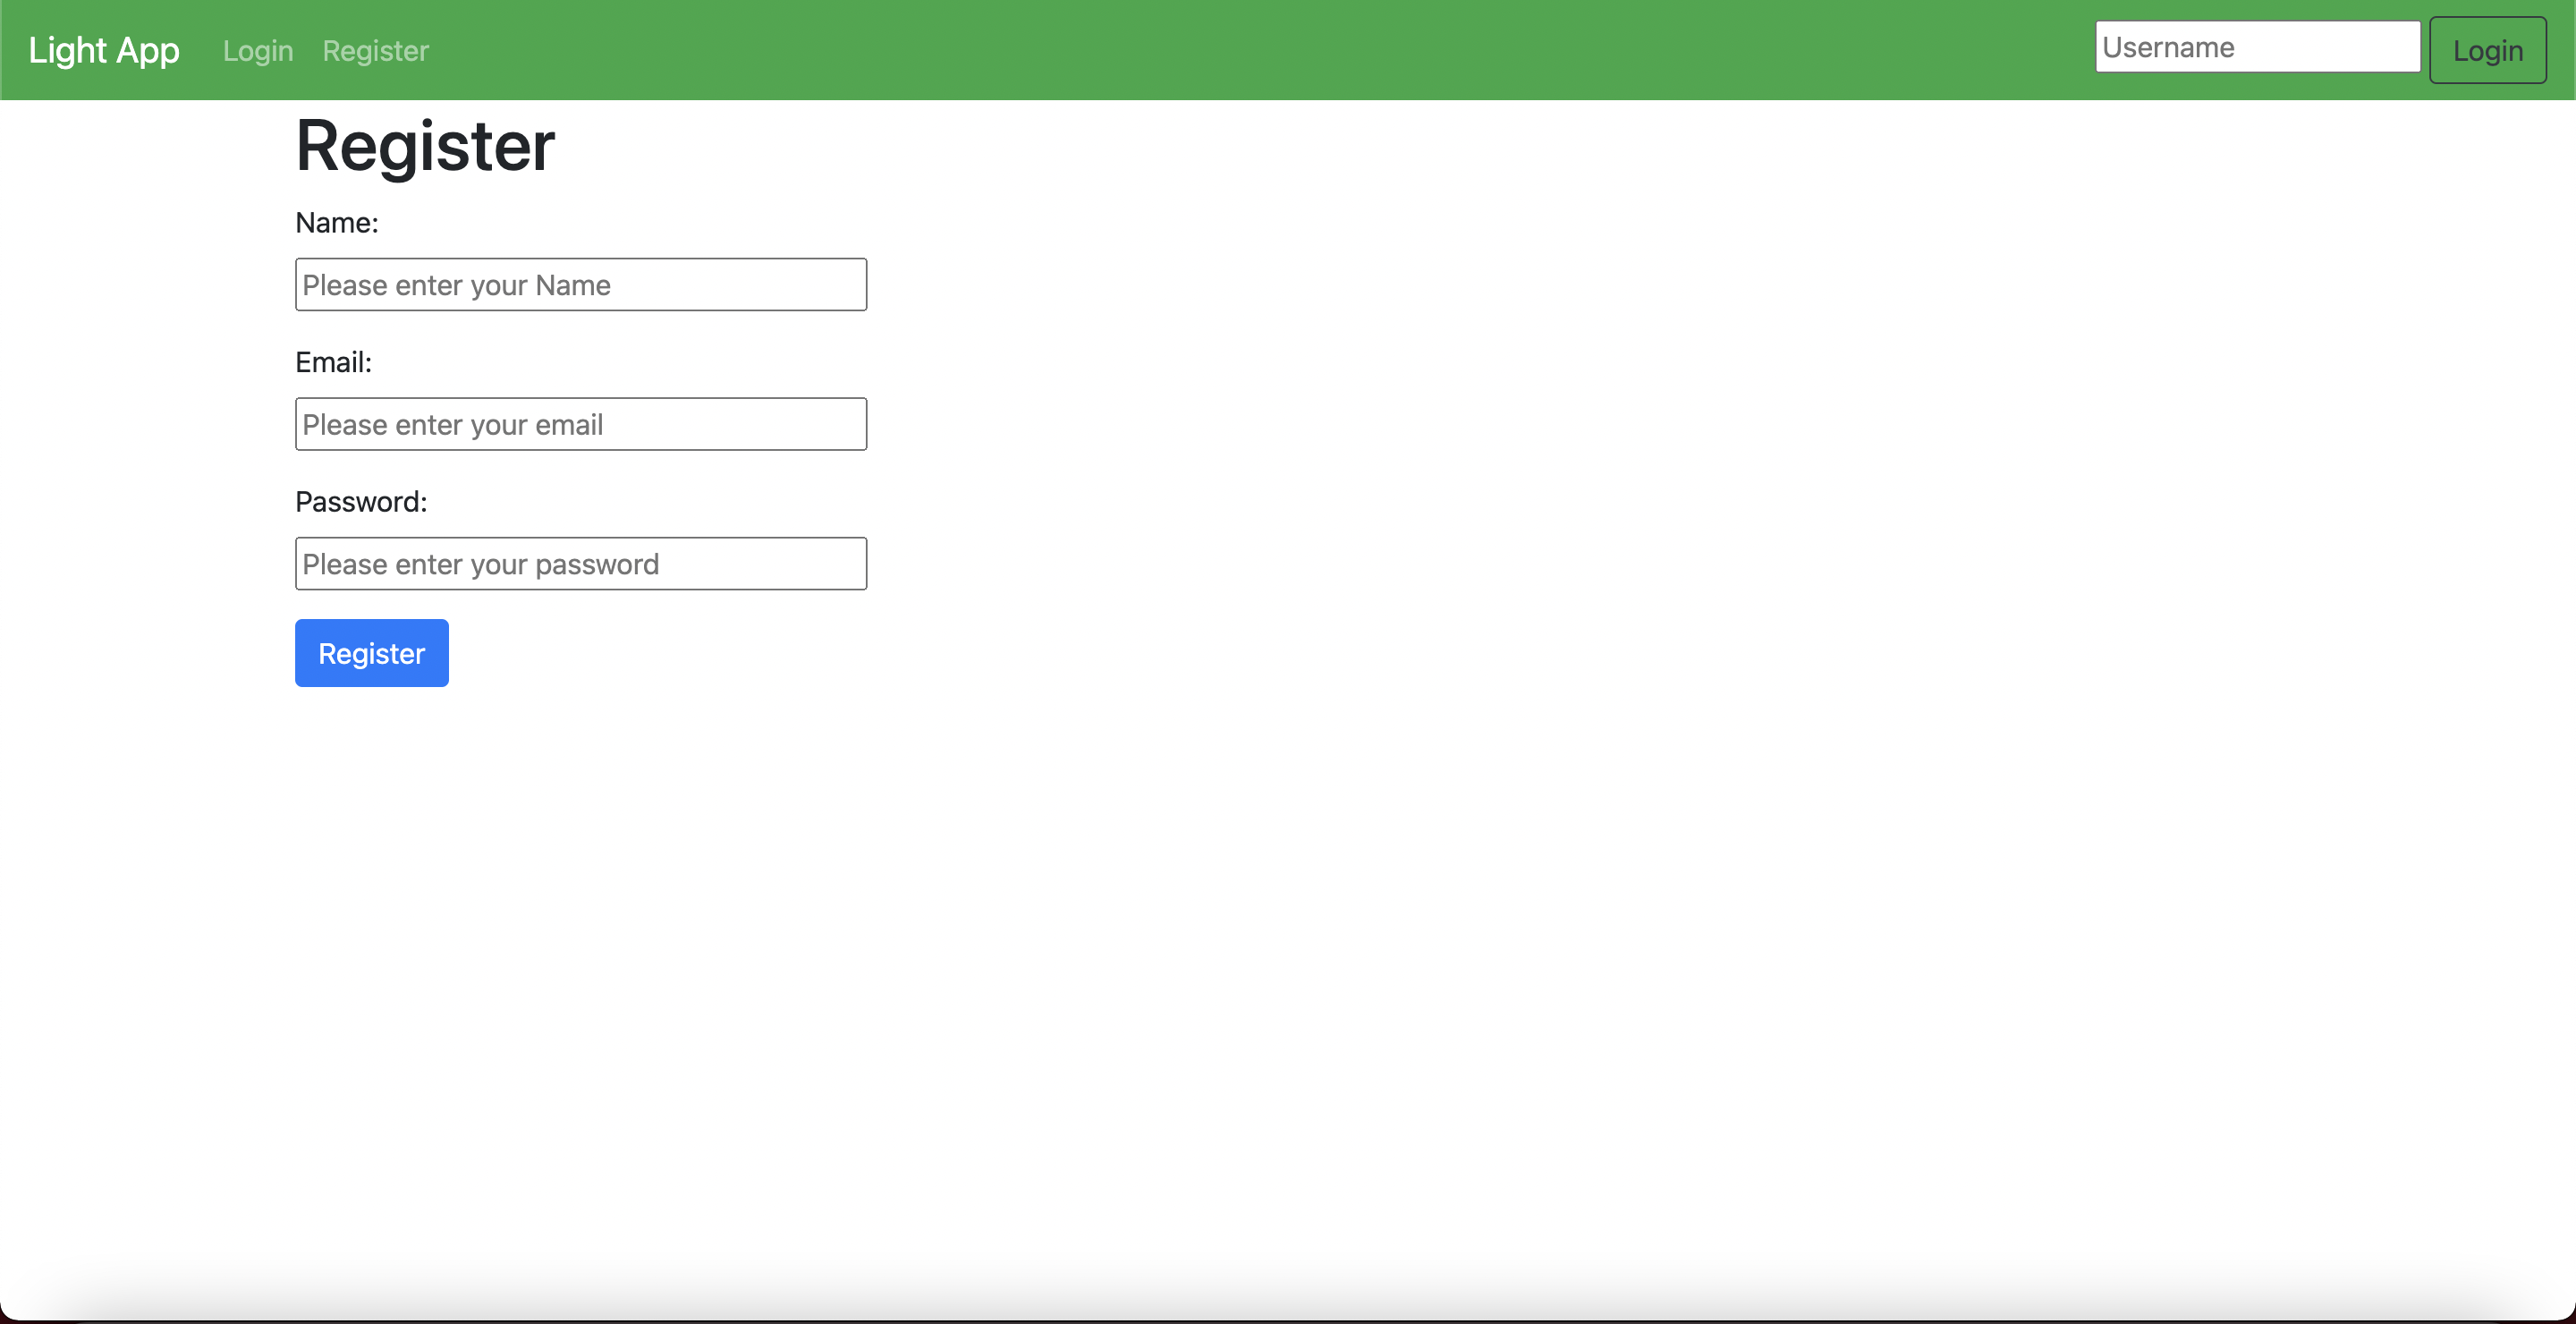 Light App Login Register Username Login
Register
Name:
Please enter your Name
Email:
Please enter your email
Password:
Please enter your password
Register